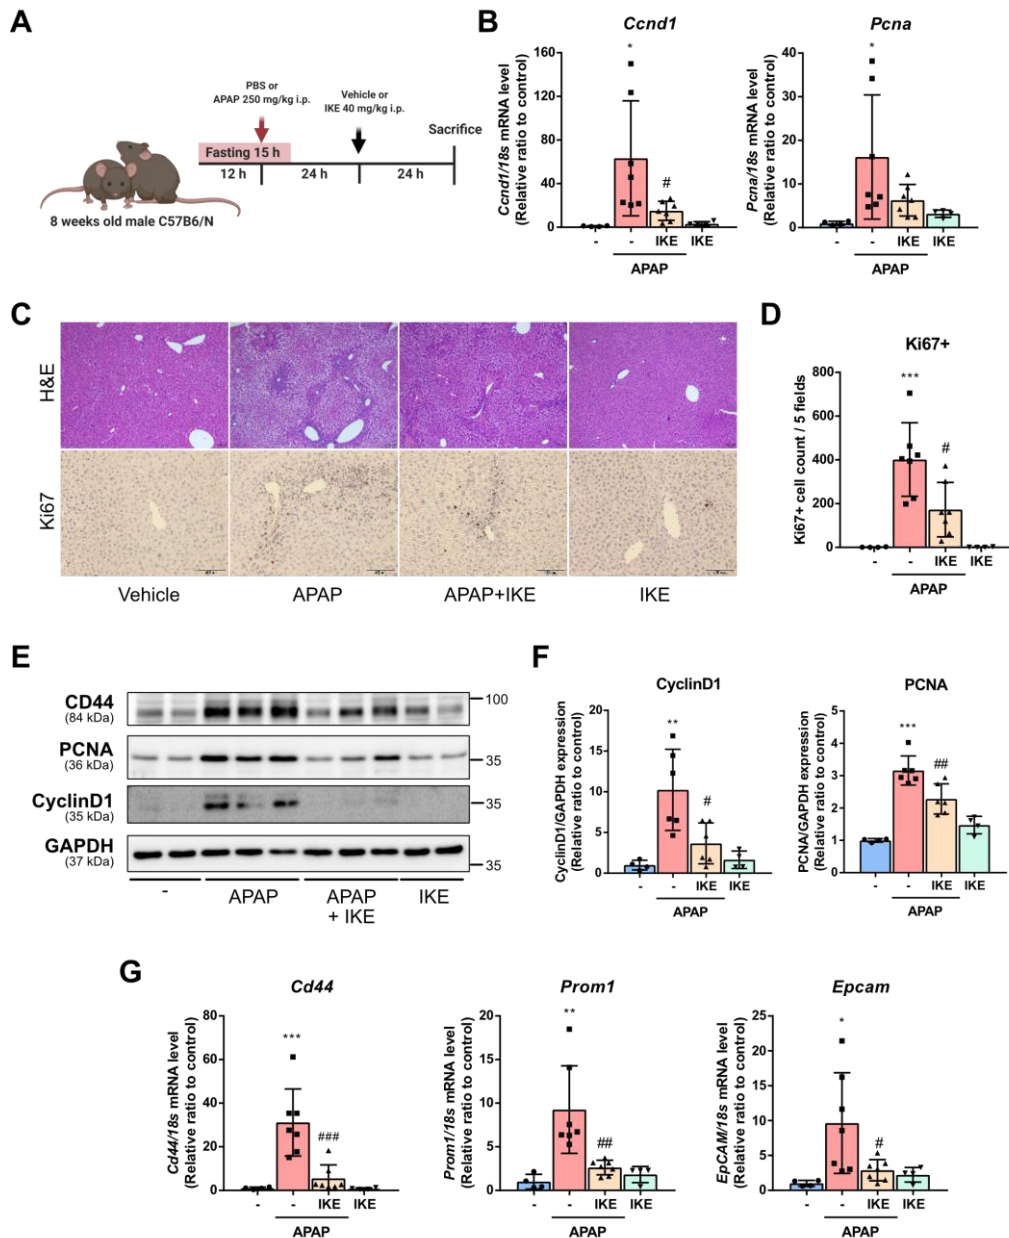 A
PBS or
APAP 250 mg/kg i.p.
Vehicle or
IKE 40 mg/kg i.p.
Sacrifice
Fasting 15 h
12 h
24 h
24 h
8 weeks old male C57B6/N
B
Ccnd1
Ccnd1/18s mRNA level
(Relative ratio to control)
160
120
80
40
0
*
#
-
-
IKE
IKE
APAP
Pcna
Pcna/18s mRNA level
(Relative ratio to control)
40
30
20
10
0
*
-
-
IKE
IKE
APAP
C
H&E
Ki67
Vehicle
APAP
APAP+IKE
IKE
D
Ki67+
Ki67+ cell count / 5 fields
800
600
400
200
0
***
#
-
-
IKE
IKE
APAP
E
CD44
(84 kDa)
100
PCNA
(36 kDa)
35
CyclinD1
(35 kDa)
35
GAPDH
(37 kDa)
35
-
APAP
APAP
+ IKE
IKE
F
CyclinD1
CyclinD1/GAPDH expression
(Relative ratio to control)
20
15
10
5
0
**
#
-
-
IKE
IKE
APAP
PCNA
PCNA/GAPDH expression
(Relative ratio to control)
5
4
3
2
1
0
***
##
-
-
IKE
IKE
APAP
G
Cd44
Cd44/18s mRNA level
(Relative ratio to control)
80
60
40
20
0
***
###
-
-
IKE
IKE
APAP
Prom1
Prom1/18s mRNA level
(Relative ratio to control)
20
15
10
5
0
**
##
-
-
IKE
IKE
APAP
Epcam
EpCAM/18s mRNA level
(Relative ratio to control)
25
20
15
10
5
0
*
#
-
-
IKE
IKE
APAP